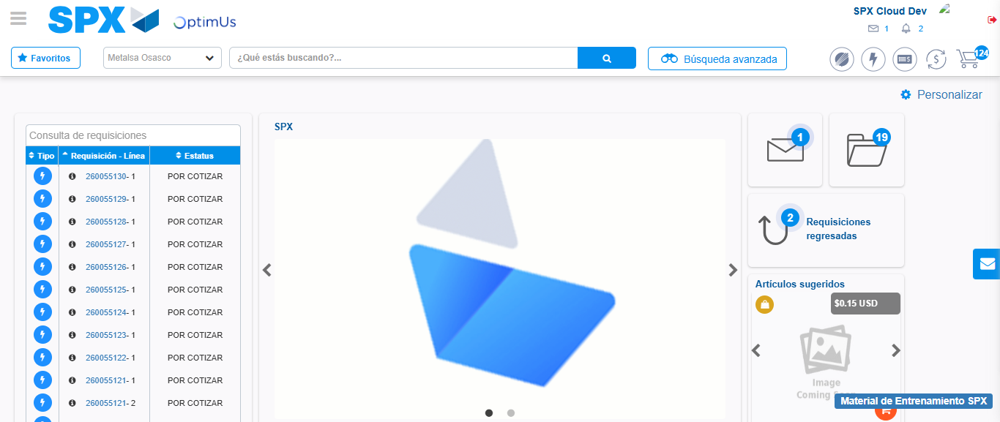 SPX OptimUs
SPX Cloud Dev
1 2
Favoritos
Metalsa Osasco
¿Qué estás buscando?...
Búsqueda avanzada
124
Personalizar
Consulta de requisiciones
Tipo Requisición - Línea Estatus
260055130- 1 POR COTIZAR
260055129- 1 POR COTIZAR
260055128- 1 POR COTIZAR
260055127- 1 POR COTIZAR
260055126- 1 POR COTIZAR
260055125- 1 POR COTIZAR
260055124- 1 POR COTIZAR
260055123- 1 POR COTIZAR
260055122- 1 POR COTIZAR
260055121- 1 POR COTIZAR
260055121- 2 POR COTIZAR
SPX
1
19
2
Requisiciones
regresadas
Artículos sugeridos
$0.15 USD
Image
Coming
Material de Entrenamiento SPX